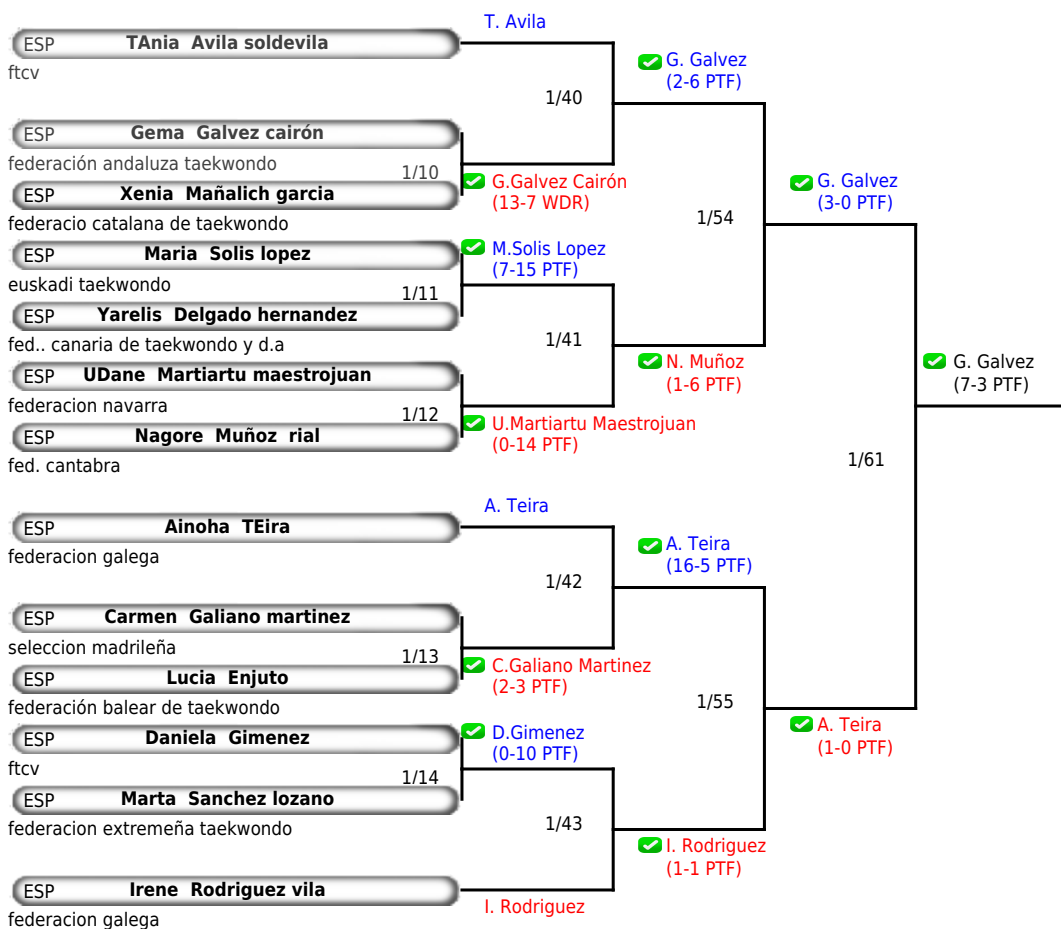 T. Avila
ESP TAnia Avila soldevila
ftcv
G. Galvez
(2-6 PTF)
1/40
ESP Gema Galvez cairón
federación andaluza taekwondo
1/10
G.Galvez Cairón
(13-7 WDR)
ESP Xenia Mañalich garcia
federacio catalana de taekwondo
G. Galvez
(3-0 PTF)
1/54
ESP Maria Solis lopez
euskadi taekwondo
M.Solis Lopez
(7-15 PTF)
1/11
ESP Yarelis Delgado hernandez
fed.. canaria de taekwondo y d.a
1/41
N. Muñoz
(1-6 PTF)
G. Galvez
(7-3 PTF)
ESP UDane Martiartu maestrojuan
federacion navarra
1/12
U.Martiartu Maestrojuan
(0-14 PTF)
ESP Nagore Muñoz rial
fed. cantabra
1/61
A. Teira
ESP Ainoha TEira
federacion galega
A. Teira
(16-5 PTF)
1/42
ESP Carmen Galiano martinez
seleccion madrileña
1/13
C.Galiano Martinez
(2-3 PTF)
ESP Lucia Enjuto
federación balear de taekwondo
1/55
A. Teira
(1-0 PTF)
ESP Daniela Gimenez
ftcv
D.Gimenez
(0-10 PTF)
1/14
ESP Marta Sanchez lozano
federacion extremeña taekwondo
1/43
I. Rodriguez
(1-1 PTF)
ESP Irene Rodriguez vila
federacion galega
I. Rodriguez